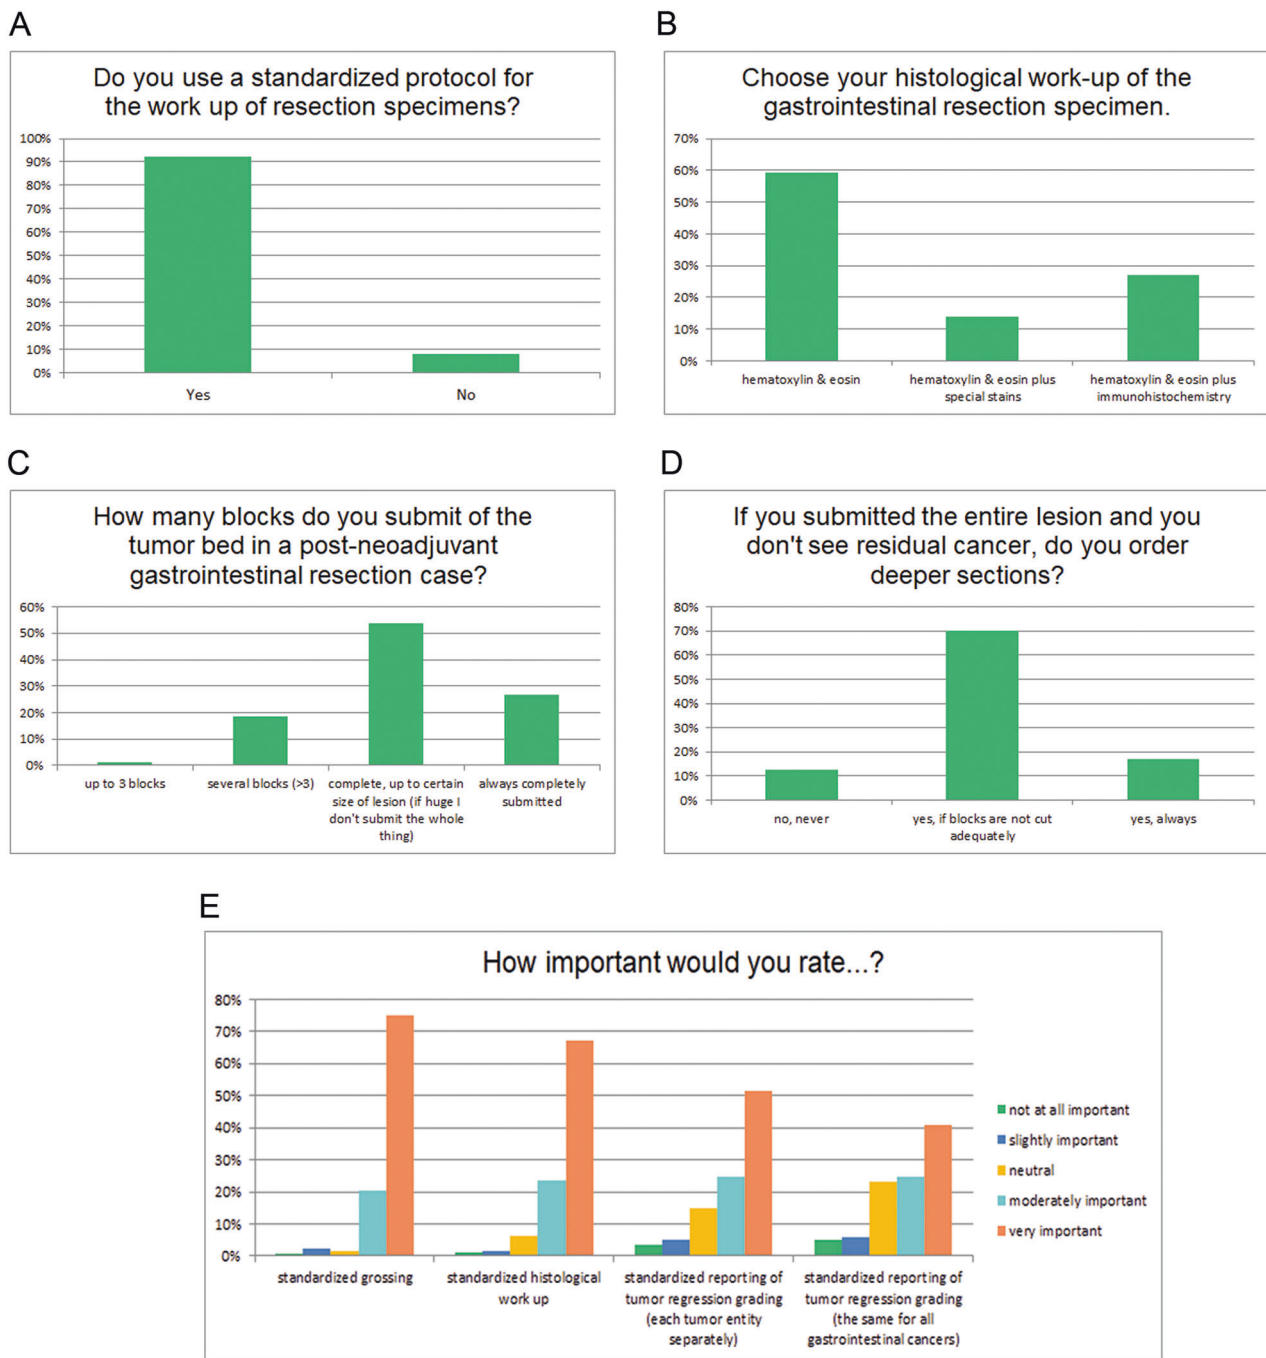 A
Do you use a standardized protocol for
the work up of resection specimens?
100%
90%
80%
70%
60%
50%
40%
30%
20%
10%
0%
Yes
No
B
Choose your histological work-up of the
gastrointestinal resection specimen.
70%
60%
50%
40%
30%
20%
10%
0%
hematoxylin & eosin
hematoxylin & eosin plus
special stains
hematoxylin & eosin plus
immunohistochemistry
C
How many blocks do you submit of the
tumor bed in a post-neoadjuvant
gastrointestinal resection case?
60%
50%
40%
30%
20%
10%
0%
up to 3 blocks
several blocks (>3)
complete, up to certain
size of lesion (if huge I
don't submit the whole
thing)
always completely
submitted
D
If you submitted the entire lesion and you
don't see residual cancer, do you order
deeper sections?
80%
70%
60%
50%
40%
30%
20%
10%
0%
no, never
yes, if blocks are not cut
adequately
yes, always
E
How important would you rate...?
80%
70%
60%
50%
40%
30%
20%
10%
0%
standardized grossing
standardized histological
work up
standardized reporting of
tumor regression grading
(each tumor entity
separately)
standardized reporting of
tumor regression grading
(the same for all
gastrointestinal cancers)
not at all important
slightly important
neutral
moderately important
very important